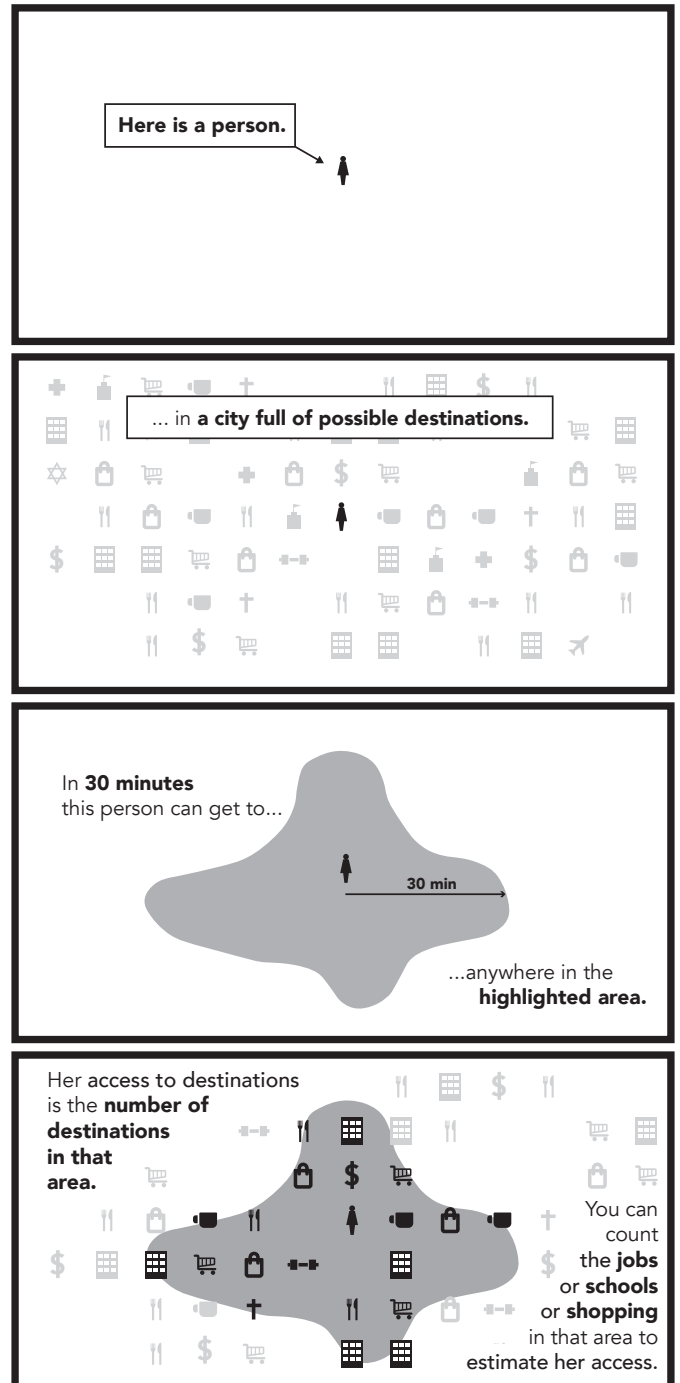 Here is a person.
... in a city full of possible destinations.
In 30 minutes
this person can get to...
30 min
...anywhere in the
highlighted area.
Her access to destinations
is the number of
destinations
in that
area.
You can
count
the jobs
or schools
or shopping
in that area to
estimate her access.